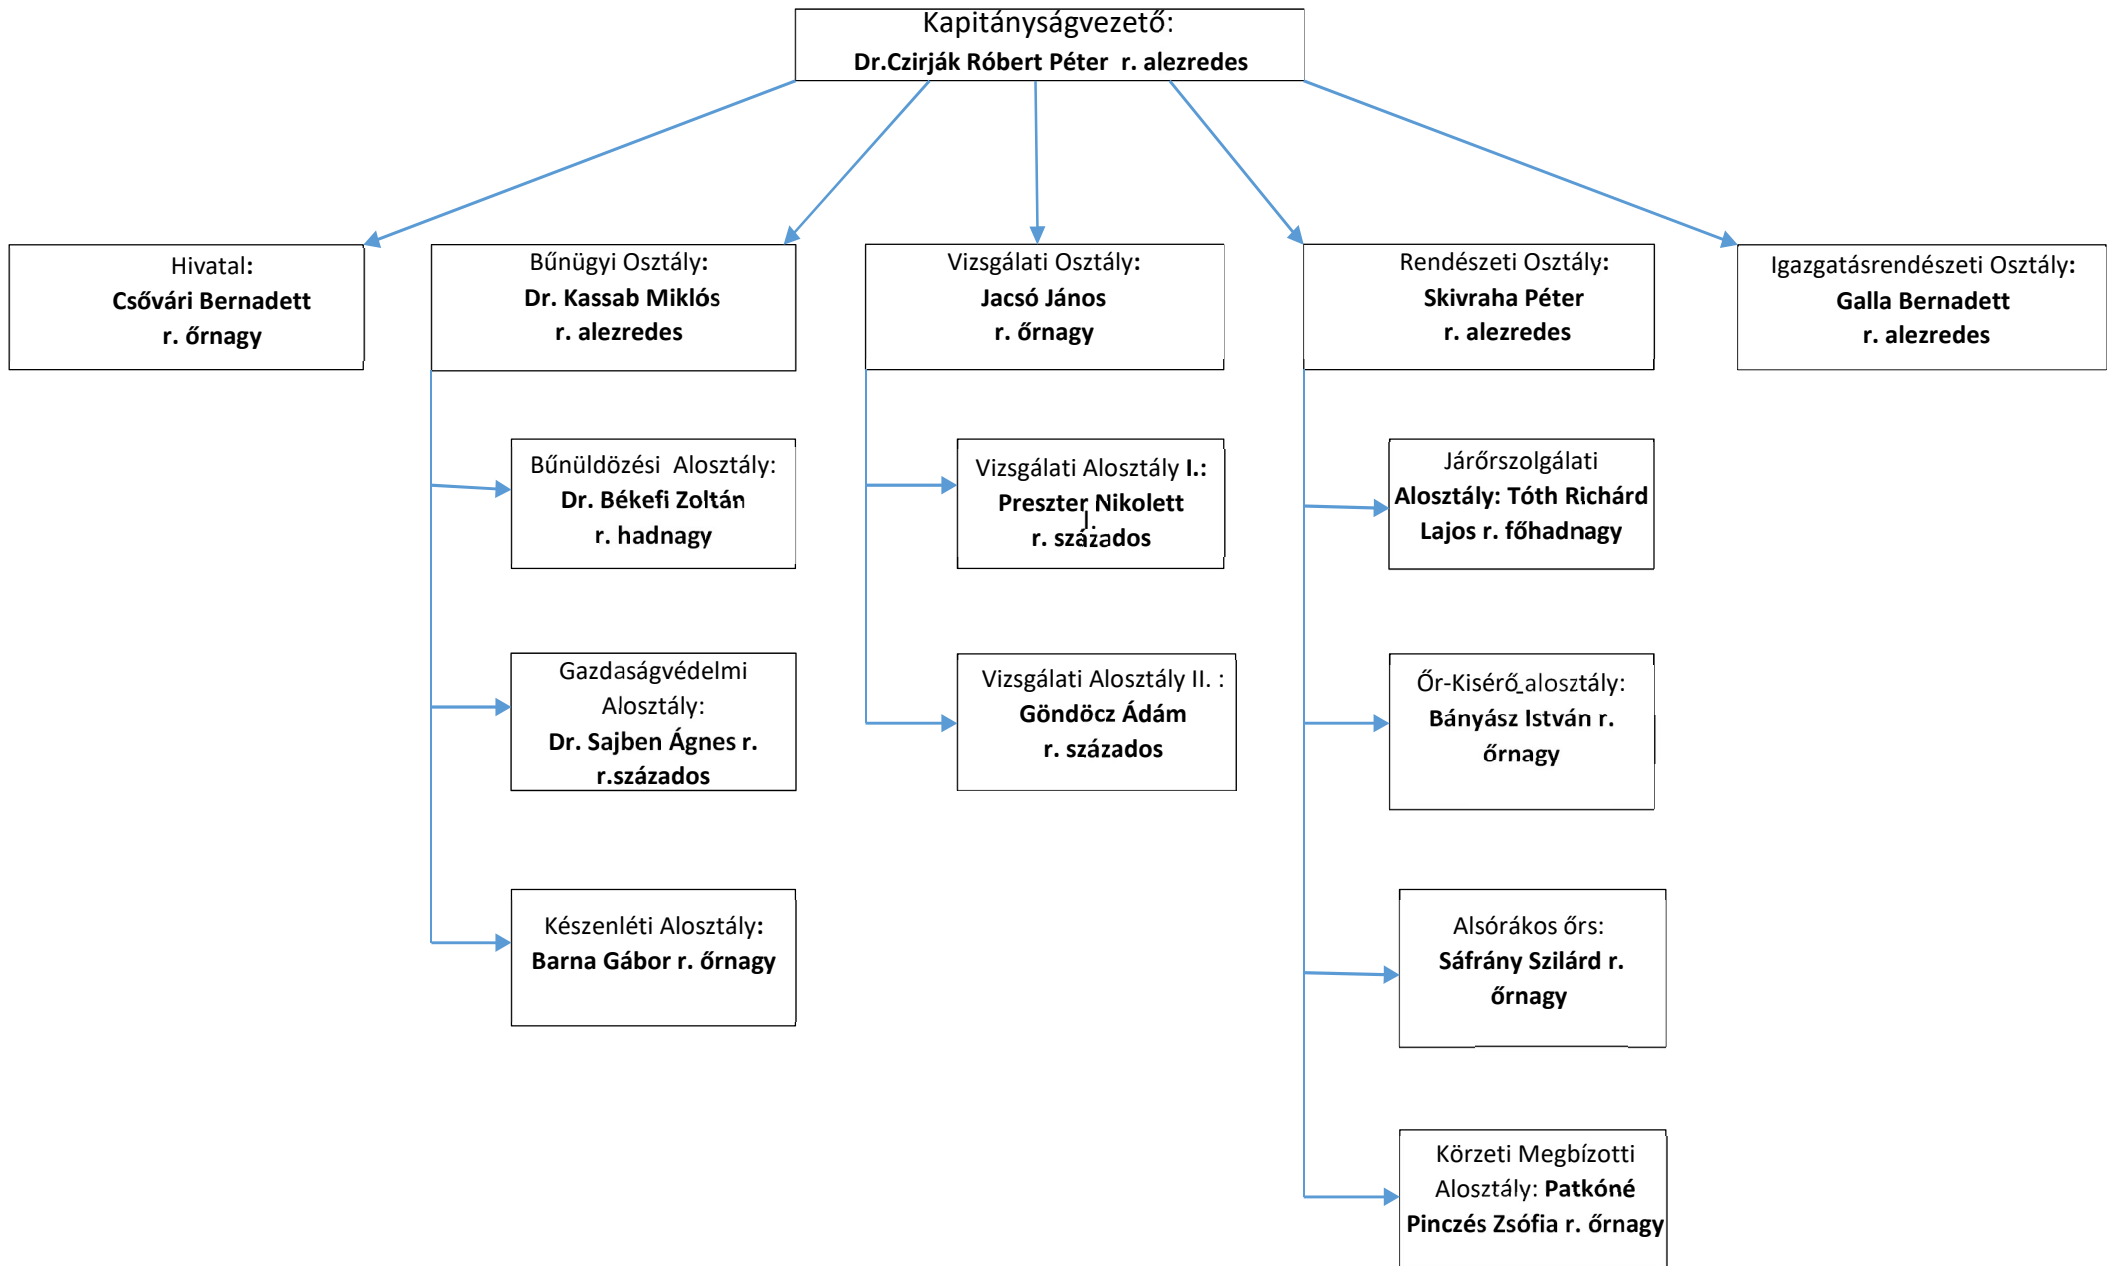 Kapitányságvezető:
Dr.Czirják Róbert Péter  r. alezredes
Hivatal:
Csővári Bernadett
r. őrnagy
Bűnügyi Osztály:
Dr. Kassab Miklós
r. alezredes
Vizsgálati Osztály:
Jacsó János
r. őrnagy
Rendészeti Osztály:
Skivraha Péter
r. alezredes
Igazgatásrendészeti Osztály:
Galla Bernadett
r. alezredes
Bűnüldözési  Alosztály:
Dr. Békefi Zoltán
r. hadnagy
Gazdaságvédelmi
Alosztály:
Dr. Sajben Ágnes r.
r.százados
Készenléti Alosztály:
Barna Gábor r. őrnagy
Vizsgálati Alosztály I.:
Preszter Nikolett
I.
r. százados
Vizsgálati Alosztály II. :
Göndöcz Ádám
r. százados
Járőrszolgálati
Alosztály: Tóth Richárd
Lajos r. főhadnagy
Őr-Kisérő_alosztály:
Bányász István r.
őrnagy
Alsórákos őrs:
Sáfrány Szilárd r.
őrnagy
Körzeti Megbízotti
Alosztály: Patkóné
Pinczés Zsófia r. őrnagy